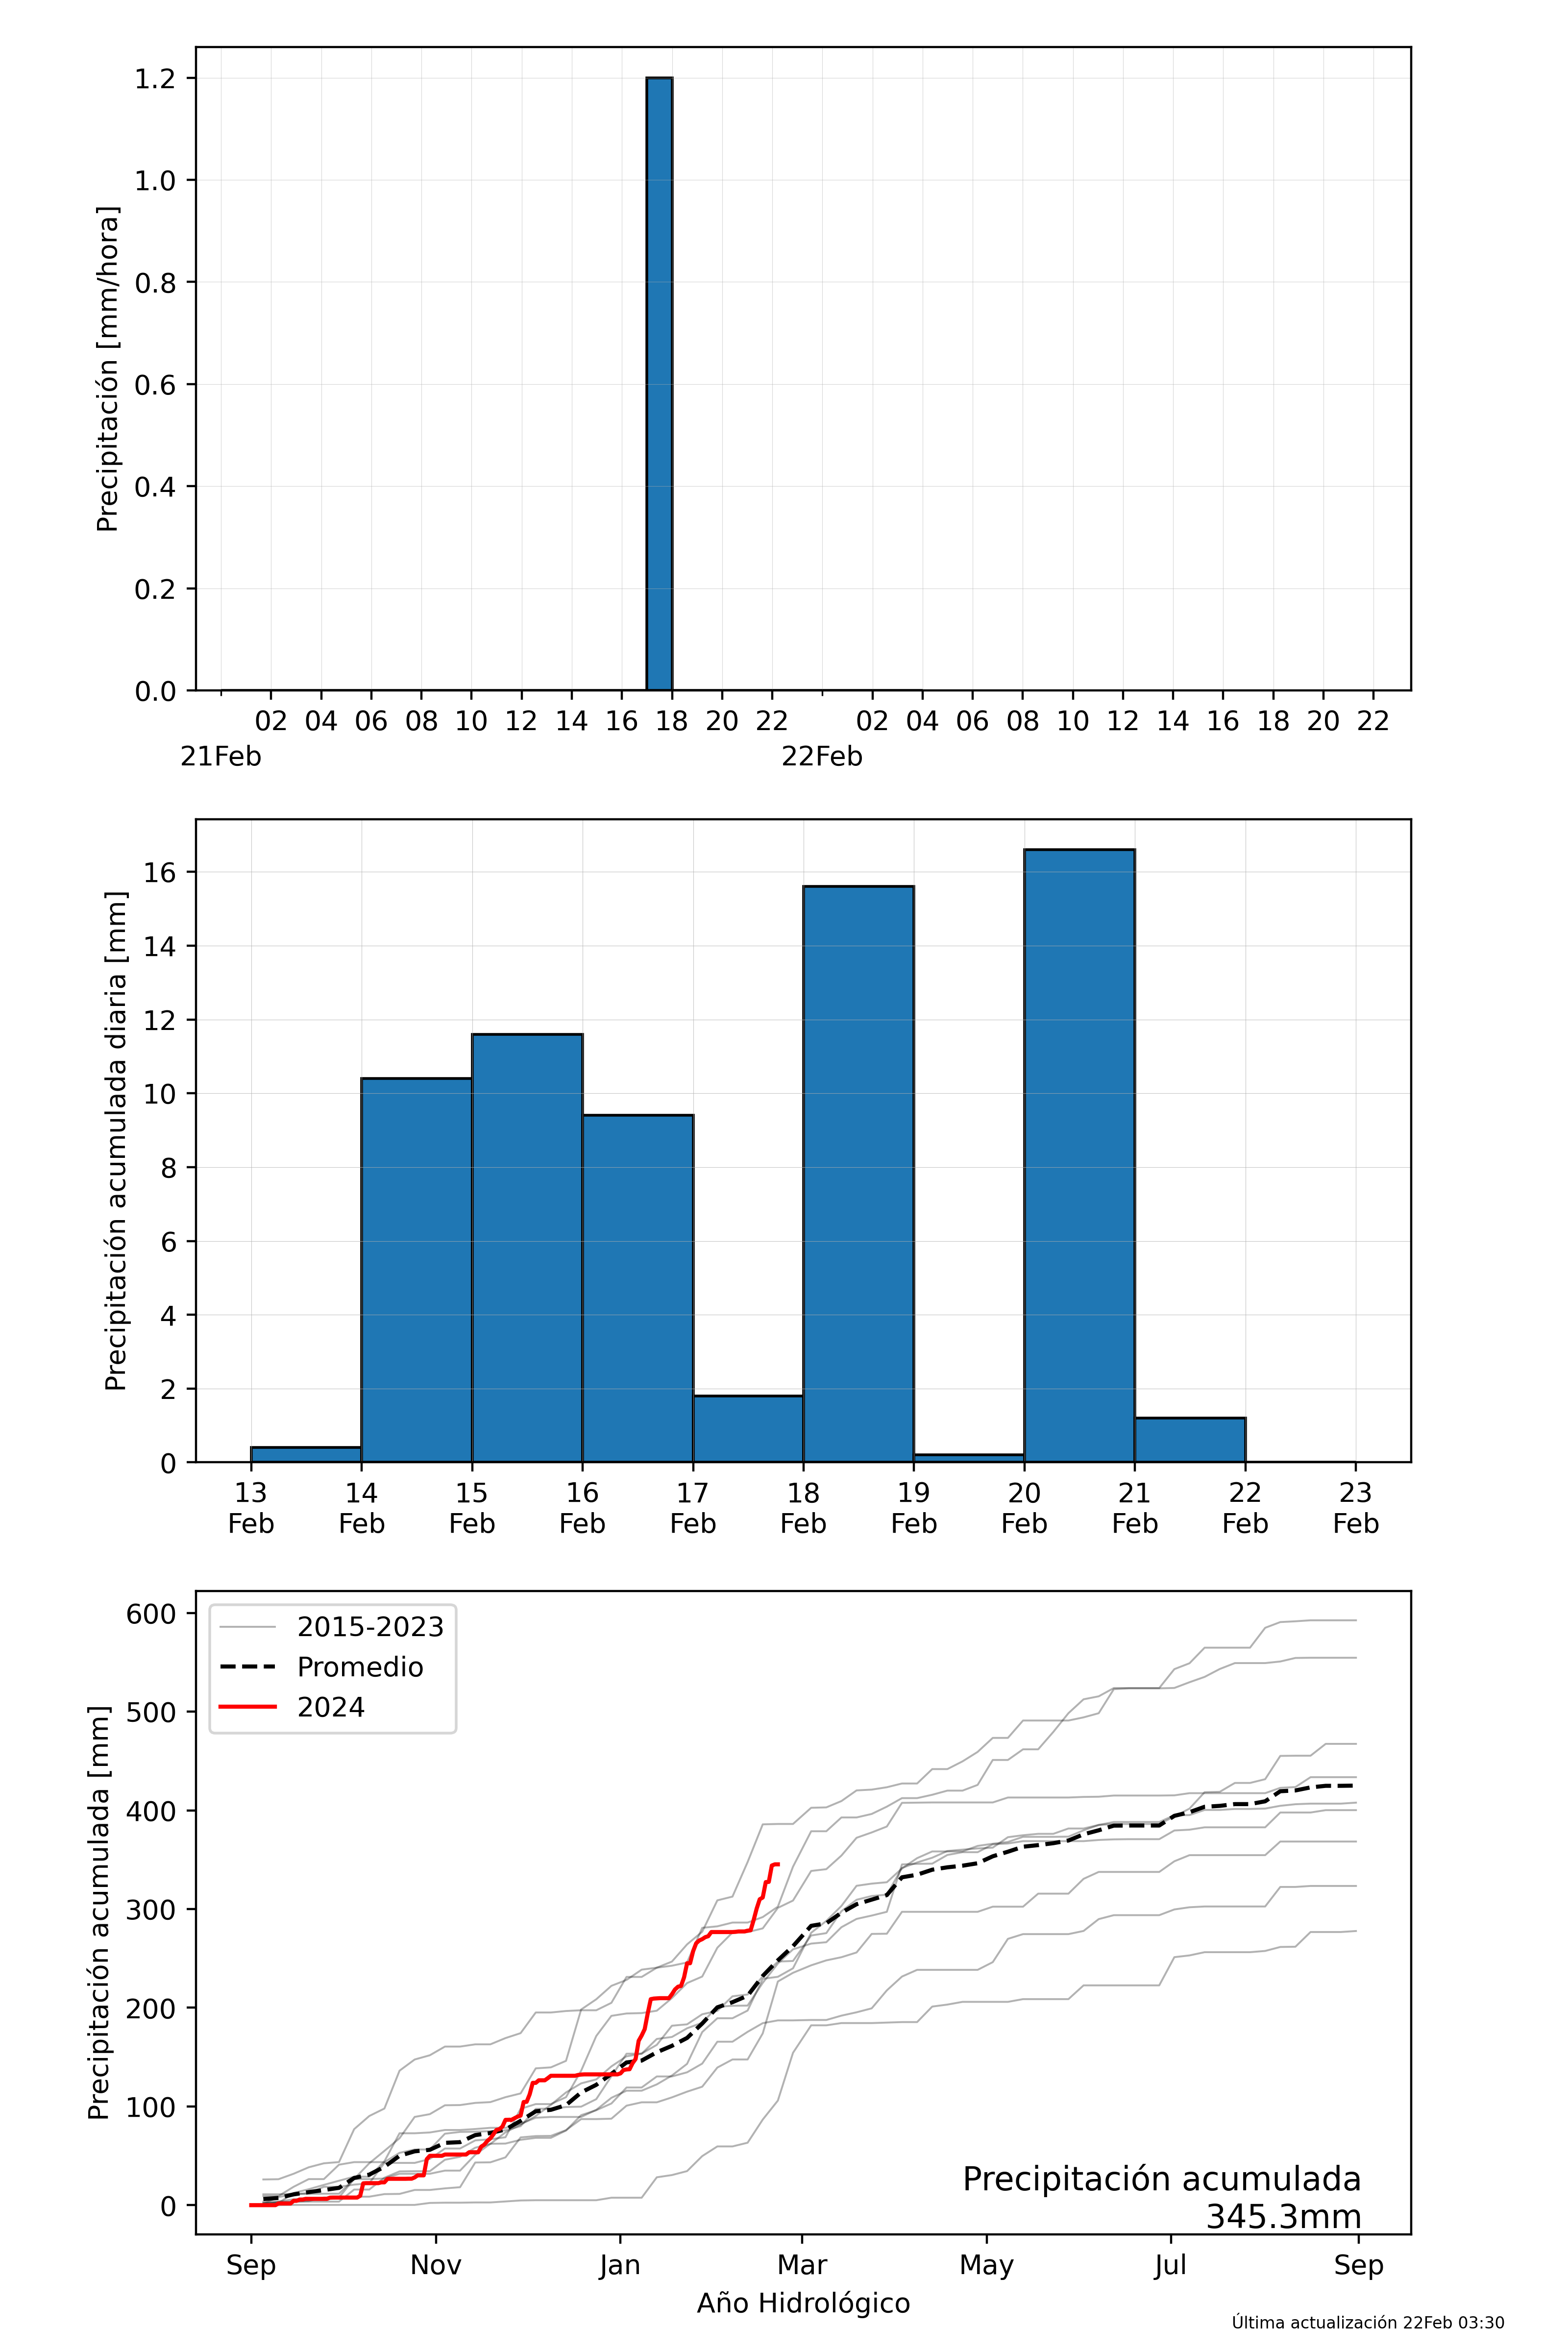 1.2
1.0
0.8
0.6
0.4
0.2
0.0
Precipitación [mm/hora]
02 04 06 08 10 12 14 16 18 20 22 02 04 06 08 10 12 14 16 18 20 22
21Feb 22Feb
16
14
12
10
8
6
4
2
0
Precipitación acumulada diaria [mm]
13 14 15 16 17 18 19 20 21 22 23
Feb Feb Feb Feb Feb Feb Feb Feb Feb Feb Feb
600
500
400
300
200
100
0
Precipitación acumulada [mm]
2015-2023
Promedio
2024
Precipitación acumulada
345.3mm
Sep Nov Jan Mar May Jul Sep
Año Hidrológico
Última actualización 22Feb 03:30